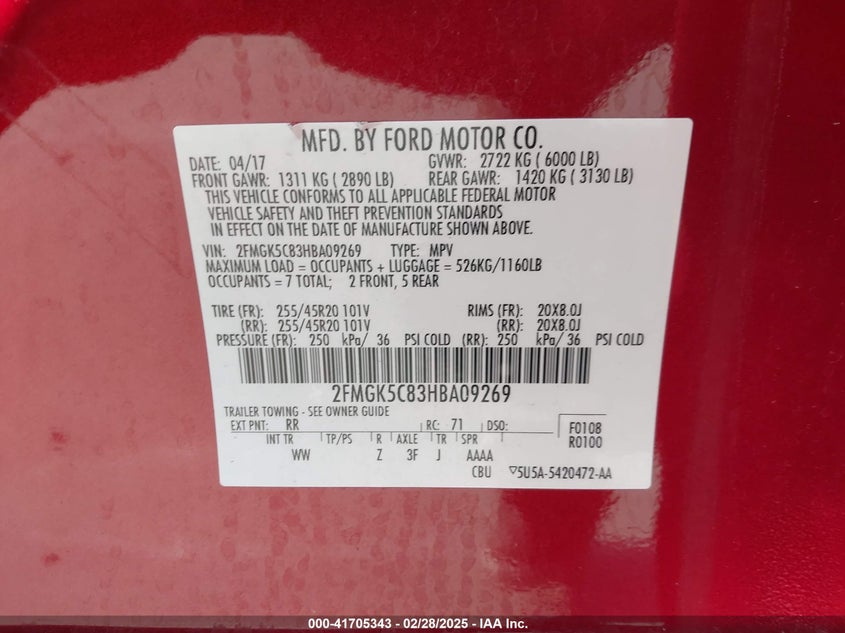 MFD. BY FORD MOTOR CO.
DATE: 04/17 GVWR: 2722 KG ( 6000 LB)
FRONT GAWR: 1311 KG ( 2890 LB) REAR GAWR: 1420 KG ( 3130 LB)
THIS VEHICLE CONFORMS TO ALL APPLICABLE FEDERAL MOTOR
VEHICLE SAFETY AND THEFT PREVENTION STANDARDS
IN EFFECT ON THE DATE OF MANUFACTURE SHOWN ABOVE.
VIN: 2FMGK5C83HBA09269 TYPE: MPV
MAXIMUM LOAD = OCCUPANTS + LUGGAGE = 526KG/1160LB
OCCUPANTS = 7 TOTAL; 2 FRONT, 5 REAR
TIRE (FR): 255/45R20 101V RIMS (FR): 20X8.0J
(RR): 255/45R20 101V (RR): 20X8.0J
PRESSURE (FR): 250 kPa/ 36 PSI COLD (RR): 250 kPa/ 36 PSI COLD
2FMGK5C83HBA09269
TRAILER TOWING - SEE OWNER GUIDE
EXT PNT: RR RC: 71 DSO: F0108
INT TR TP/PS R AXLE TR SPR R0100
WW Z 3F J AAAA
CBU 5U5A-5420472-AA
000-41705343 / 02/28/2025 - IAA Inc.